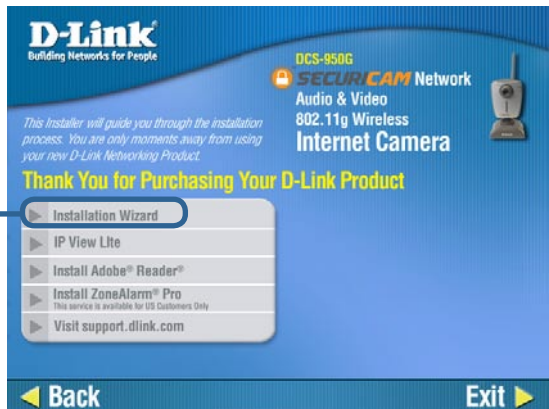 D-Link
Building Networks for People
DCS-950G
SECURICAM Network
Audio & Video
802.11g Wireless
Internet Camera
This Installer will guide you through the installation
process. You are only moments away from using
your new D-Link Networking Product.
Thank You for Purchasing Your D-Link Product
Installation Wizard
IP View LIte
Install Adobe® Reader®
Install ZoneAlarm® Pro
This service is available for US Customers Only
Visit support.dlink.com
Back
Exit